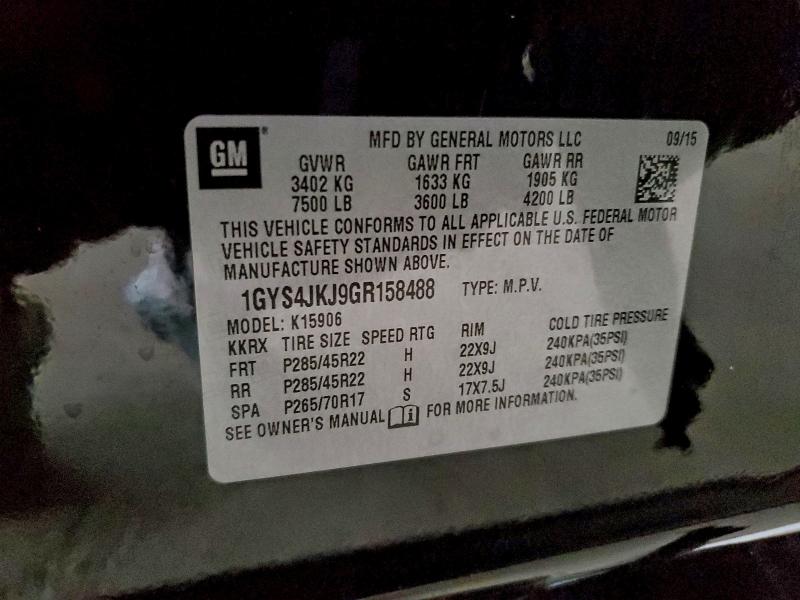 GM® MFD BY GENERAL MOTORS LLC 09/15
GVWR GAWR FRT GAWR RR
3402 KG 1633 KG 1905 KG
7500 LB 3600 LB 4200 LB
THIS VEHICLE CONFORMS TO ALL APPLICABLE U.S. FEDERAL MOTOR
VEHICLE SAFETY STANDARDS IN EFFECT ON THE DATE OF
MANUFACTURE SHOWN ABOVE.
1GYS4JKJ9GR158488 TYPE: M.P.V.
MODEL: K15906
KKRX TIRE SIZE SPEED RTG RIM COLD TIRE PRESSURE
FRT P285/45R22 H 22X9J 240KPA(35PSI)
RR P285/45R22 H 22X9J 240KPA(35PSI)
SPA P265/70R17 S 17X7.5J 240KPA(35PSI)
SEE OWNER'S MANUAL i FOR MORE INFORMATION.